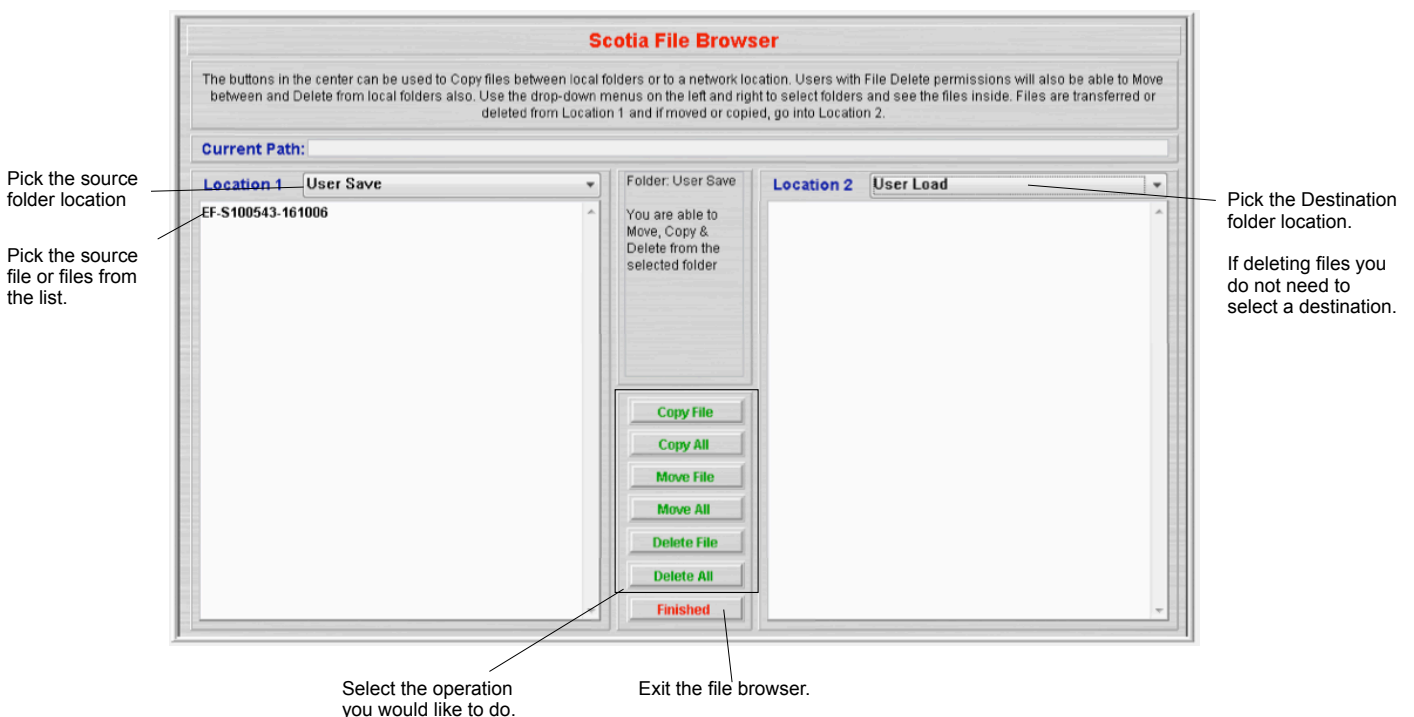 Scotia File Browser
The buttons in the center can be used to Copy files between local folders or to a network location. Users with File Delete permissions will also be able to Move
between and Delete from local folders also. Use the drop-down menus on the left and right to select folders and see the files inside. Files are transferred or
deleted from Location 1 and if moved or copied, go into Location 2.
Current Path:
Pick the source
folder location
Pick the source
file or files from
the list.
Location 1 User Save
EF-S100543-161006
Folder: User Save
You are able to
Move, Copy &
Delete from the
selected folder
Copy File
Copy All
Move File
Move All
Delete File
Delete All
Finished
Location 2 User Load
Pick the Destination
folder location.
If deleting files you
do not need to
select a destination.
Select the operation
you would like to do.
Exit the file browser.